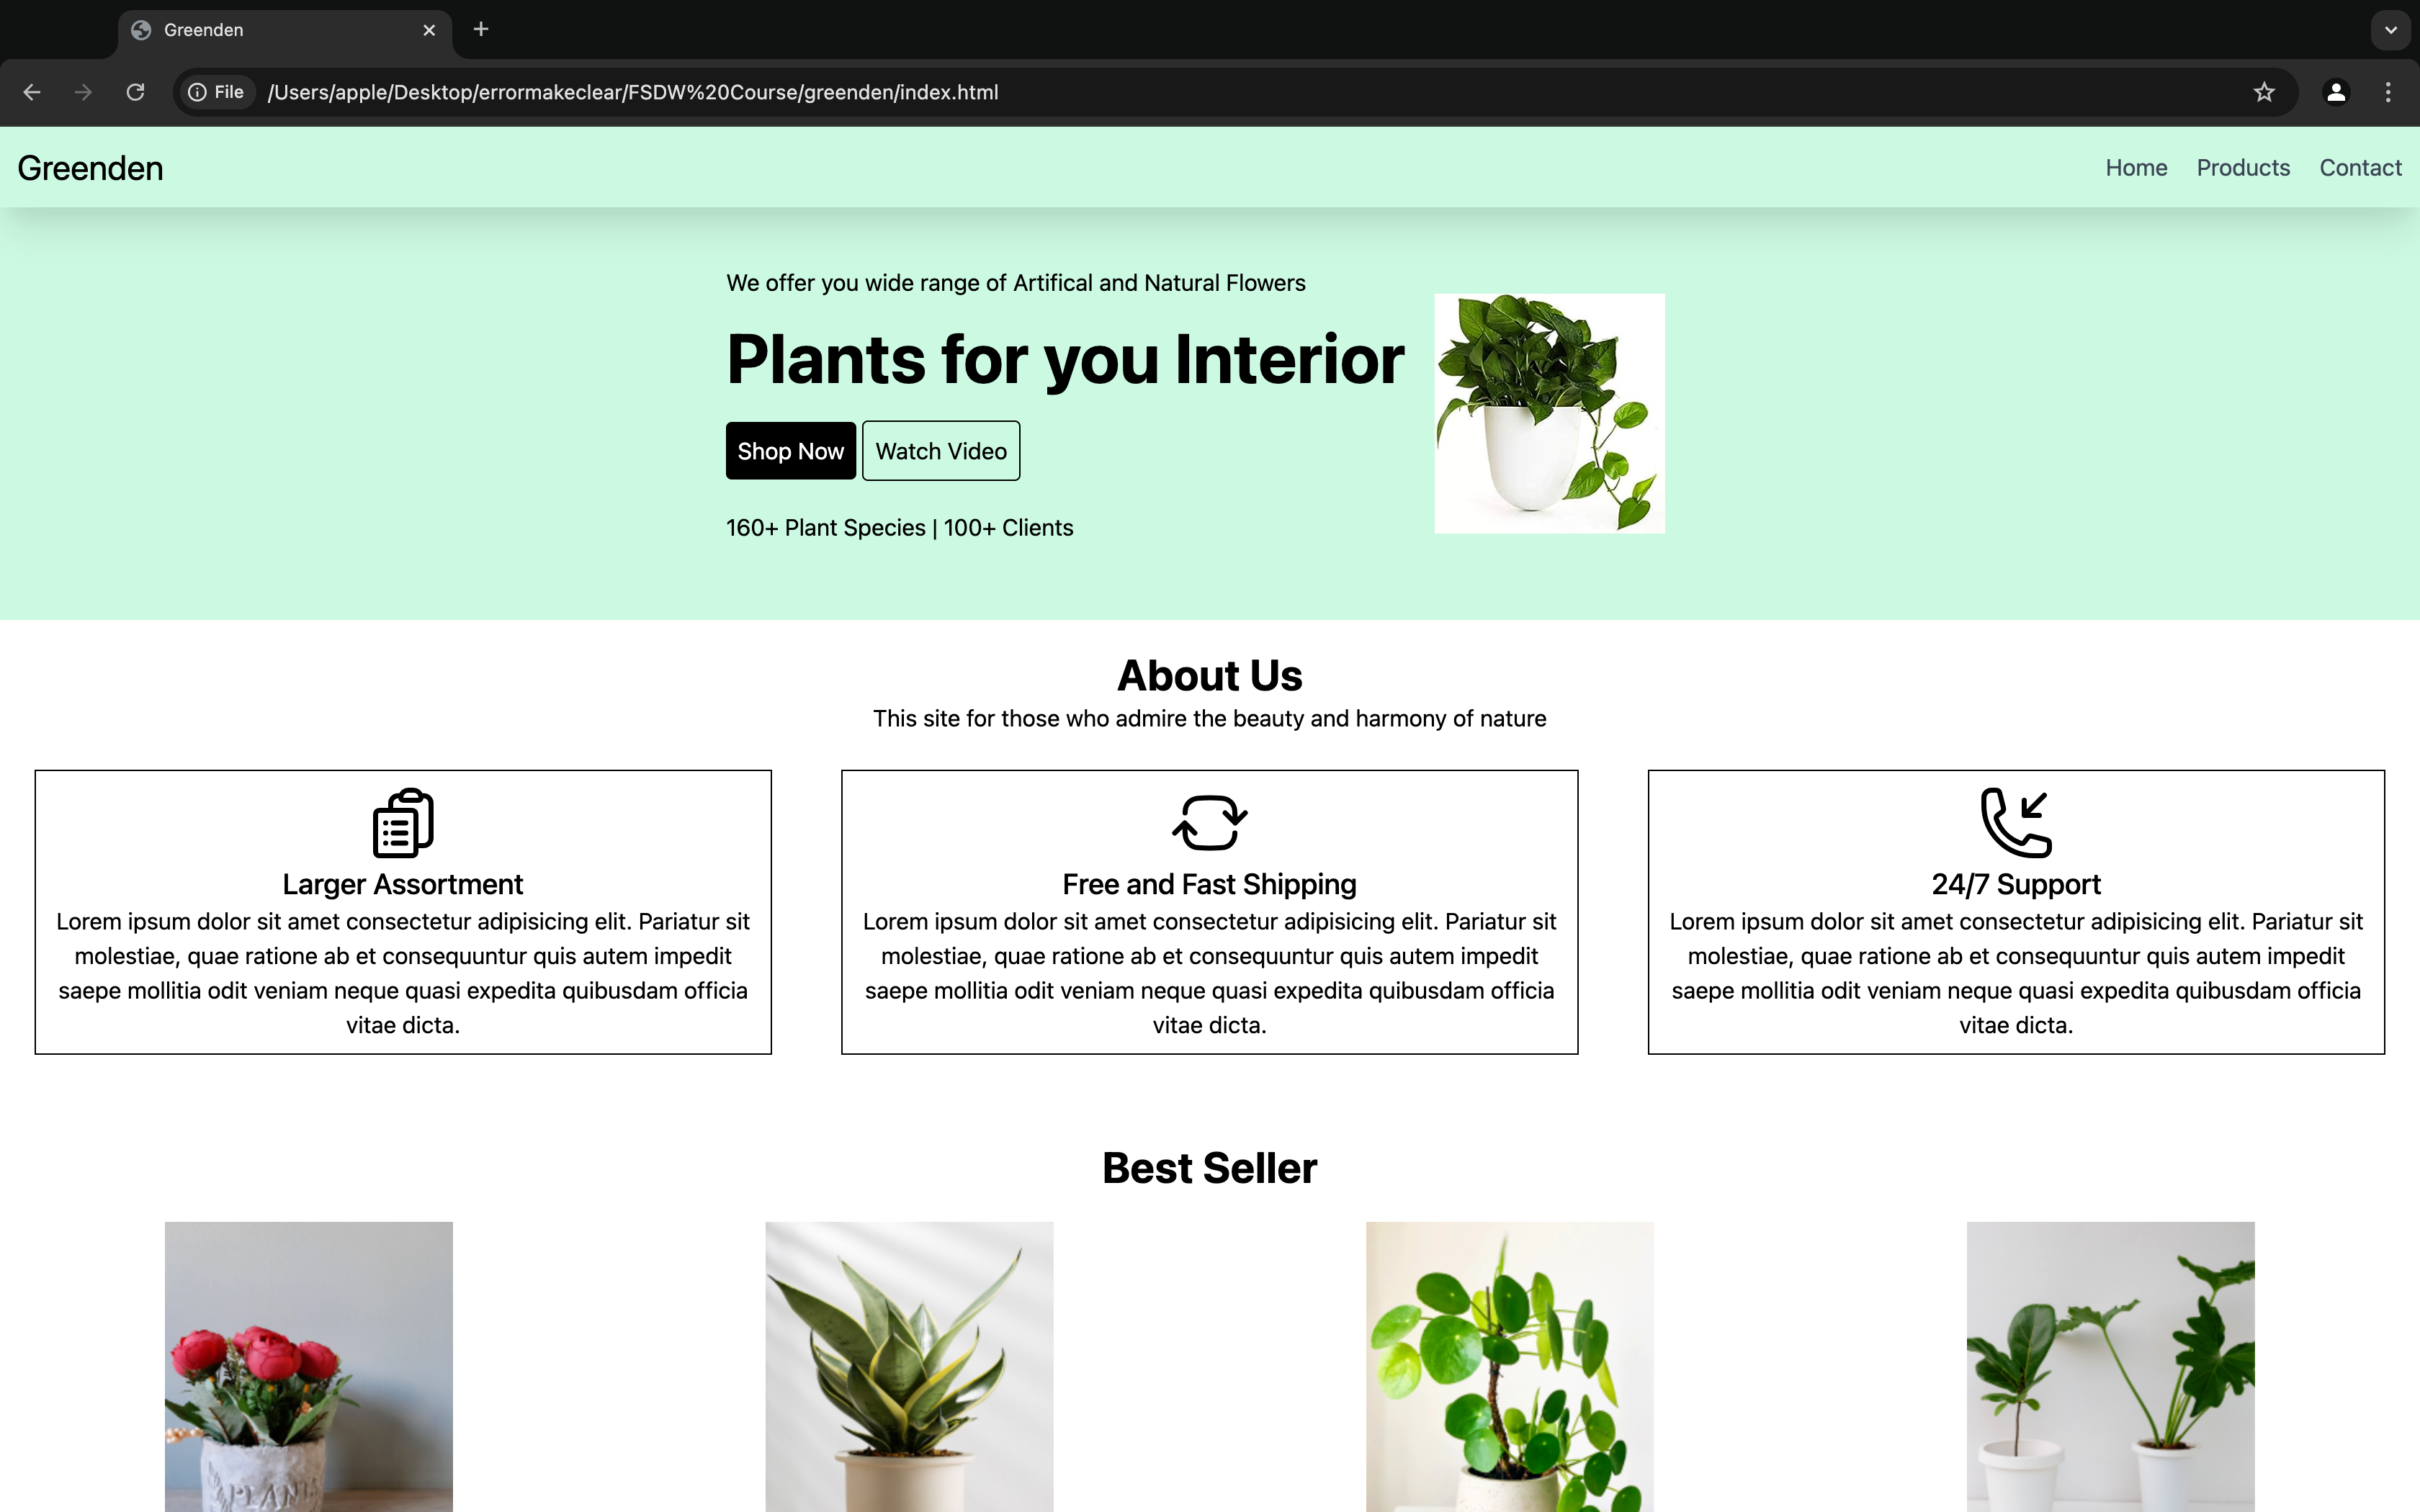 Greenden
File /Users/apple/Desktop/errormakeclear/FSDW%20Course/greenden/index.html
Greenden
Home Products Contact
We offer you wide range of Artifical and Natural Flowers
Plants for you Interior
Shop Now Watch Video
160+ Plant Species | 100+ Clients
About Us
This site for those who admire the beauty and harmony of nature
Larger Assortment
Lorem ipsum dolor sit amet consectetur adipisicing elit. Pariatur sit
molestiae, quae ratione ab et consequuntur quis autem impedit
saepe mollitia odit veniam neque quasi expedita quibusdam officia
vitae dicta.
Free and Fast Shipping
Lorem ipsum dolor sit amet consectetur adipisicing elit. Pariatur sit
molestiae, quae ratione ab et consequuntur quis autem impedit
saepe mollitia odit veniam neque quasi expedita quibusdam officia
vitae dicta.
24/7 Support
Lorem ipsum dolor sit amet consectetur adipisicing elit. Pariatur sit
molestiae, quae ratione ab et consequuntur quis autem impedit
saepe mollitia odit veniam neque quasi expedita quibusdam officia
vitae dicta.
Best Seller